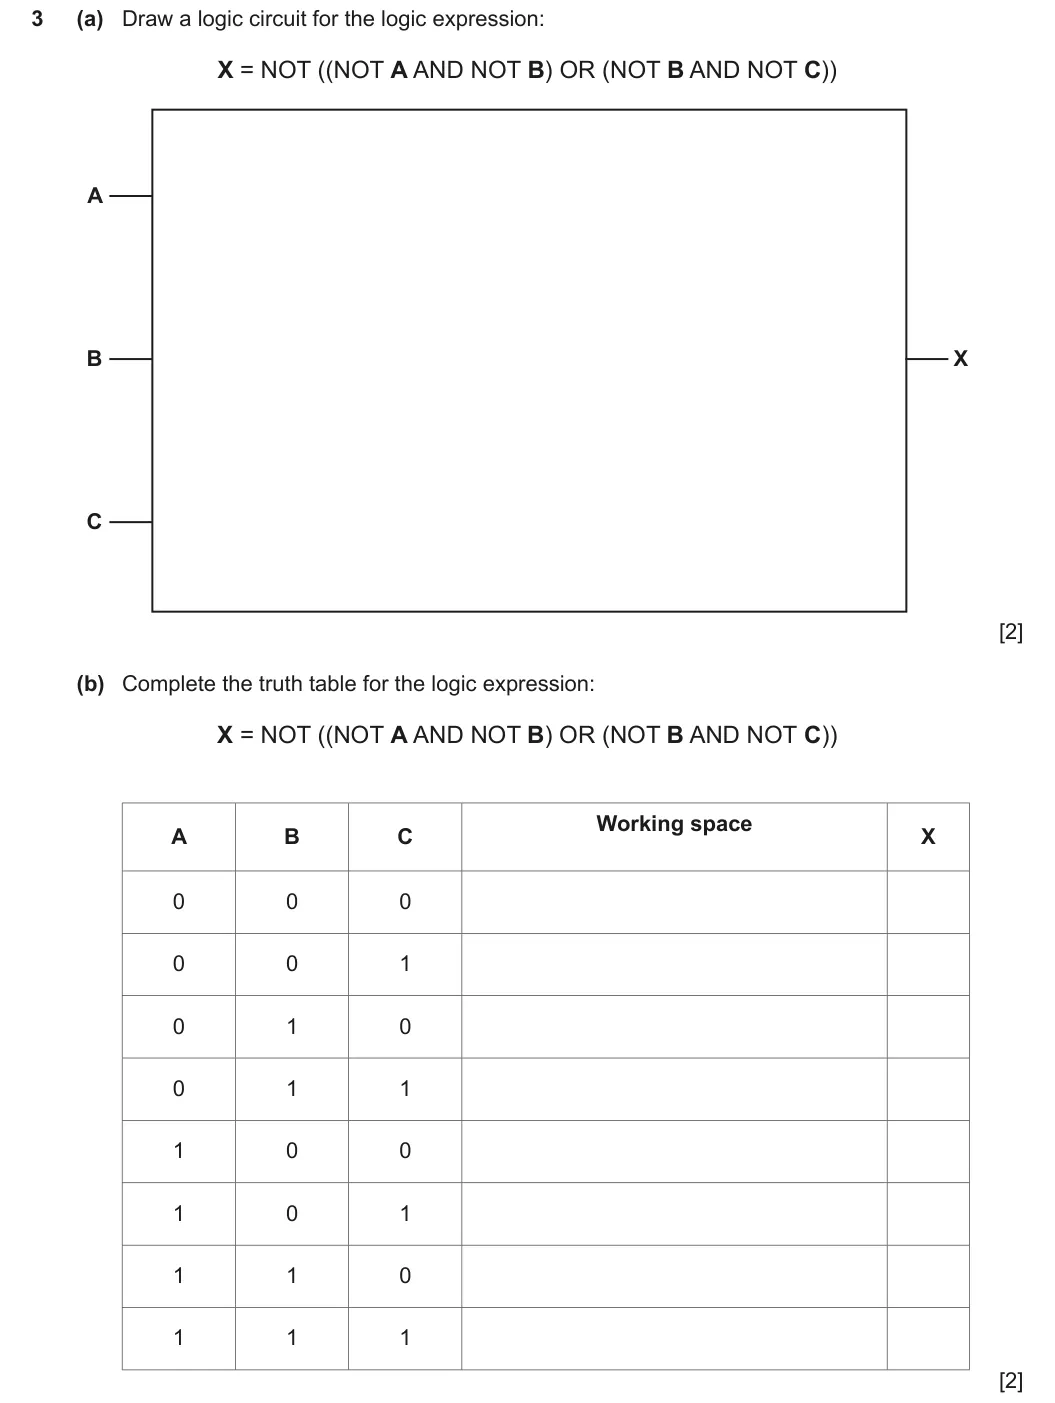 3 (a) Draw a logic circuit for the logic expression:
X = NOT ((NOT A AND NOT B) OR (NOT B AND NOT C))
A
B
X
C
[2]
(b) Complete the truth table for the logic expression:
X = NOT ((NOT A AND NOT B) OR (NOT B AND NOT C))
A B C Working space X
0 0 0
0 0 1
0 1 0
0 1 1
1 0 0
1 0 1
1 1 0
1 1 1
[2]